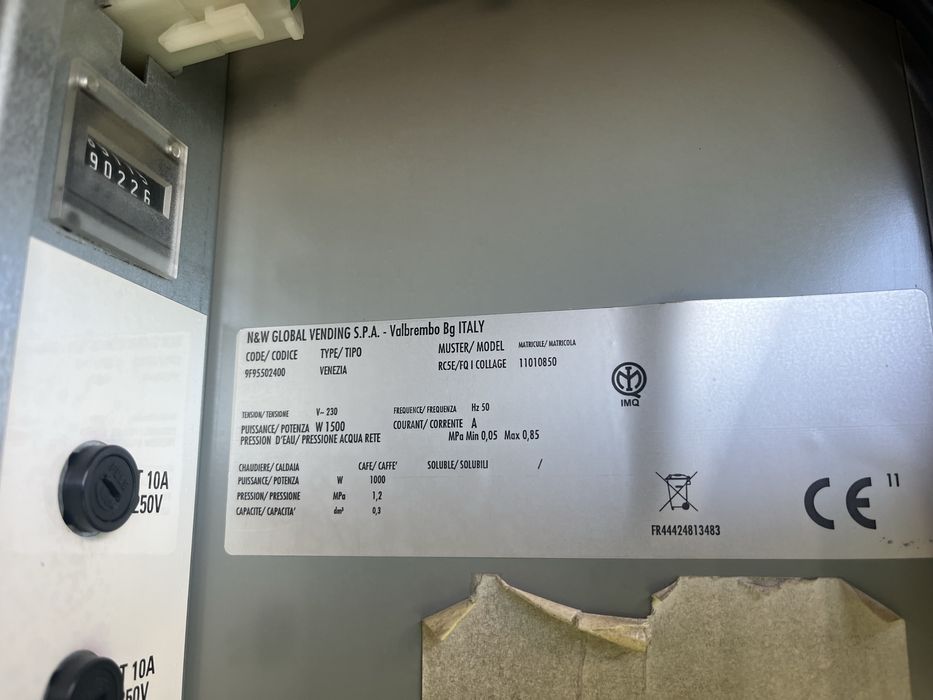 90226
N&W GLOBAL VENDING S.P.A. - Valbrembo Bg ITALY
CODE/ CODICE TYPE/ TIPO MUSTER/ MODEL MATRICULE/ MATRICOLA
9F95502400 VENEZIA RC5E/FQ I COLLAGE 11010850
IMQ
TENSION/ TENSIONE V~ 230 FREQUENCE/ FREQUENZA Hz 50
PUISSANCE/ POTENZA W 1500 COURANT/ CORRENTE A
PRESSION D'EAU/ PRESSIONE ACQUA RETE MPa Min 0,05 Max 0,85
CHAUDIERE/ CALDAIA CAFE/ CAFFE' SOLUBLE/ SOLUBILI /
PUISSANCE/ POTENZA W 1000
PRESSION/ PRESSIONE MPa 1,2
CAPACITE/ CAPACITA' dm³ 0,3
FR44424813483
CE 11
T 10A
250V
T 10A
250V